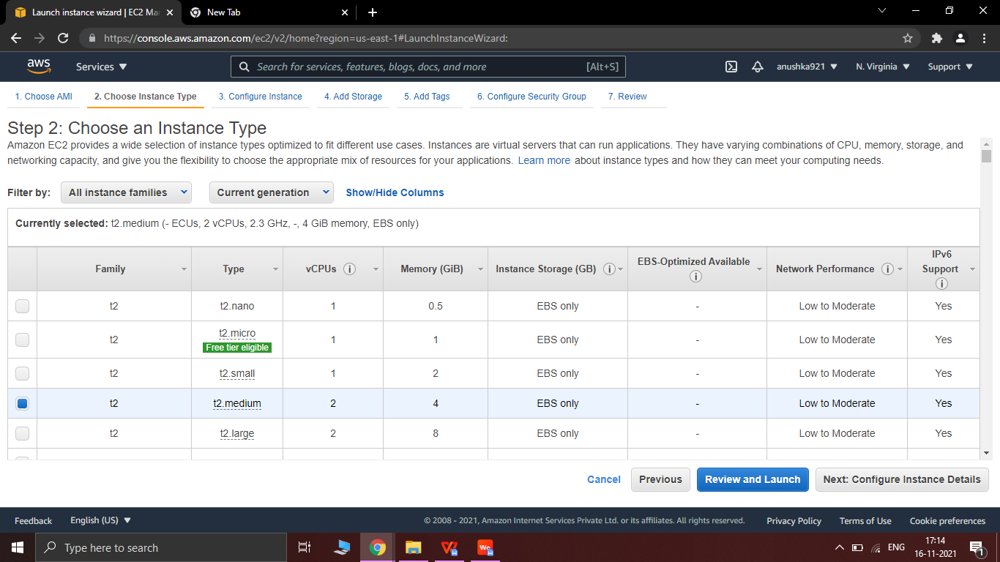 Launch instance wizard | EC2 Ma
New Tab
https://console.aws.amazon.com/ec2/v2/home?region=us-east-1#LaunchInstanceWizard:
aws
Services
Search for services, features, blogs, docs, and more
[Alt+S]
anushka921
N. Virginia
Support
1. Choose AMI
2. Choose Instance Type
3. Configure Instance
4. Add Storage
5. Add Tags
6. Configure Security Group
7. Review
Step 2: Choose an Instance Type
Amazon EC2 provides a wide selection of instance types optimized to fit different use cases. Instances are virtual servers that can run applications. They have varying combinations of CPU, memory, storage, and
networking capacity, and give you the flexibility to choose the appropriate mix of resources for your applications. Learn more about instance types and how they can meet your computing needs.
Filter by: All instance families Current generation Show/Hide Columns
Currently selected: t2.medium (- ECUs, 2 vCPUs, 2.3 GHz, -, 4 GiB memory, EBS only)
Family Type vCPUs i Memory (GiB) Instance Storage (GB) i EBS-Optimized Available i Network Performance i IPv6 Support i
t2 t2.nano 1 0.5 EBS only - Low to Moderate Yes
t2 t2.micro Free tier eligible 1 1 EBS only - Low to Moderate Yes
t2 t2.small 1 2 EBS only - Low to Moderate Yes
t2 t2.medium 2 4 EBS only - Low to Moderate Yes
t2 t2.large 2 8 EBS only - Low to Moderate Yes
Cancel
Previous
Review and Launch
Next: Configure Instance Details
Feedback
English (US)
© 2008 - 2021, Amazon Internet Services Private Ltd. or its affiliates. All rights reserved.
Privacy Policy
Terms of Use
Cookie preferences
Type here to search
ENG
17:14
16-11-2021
1